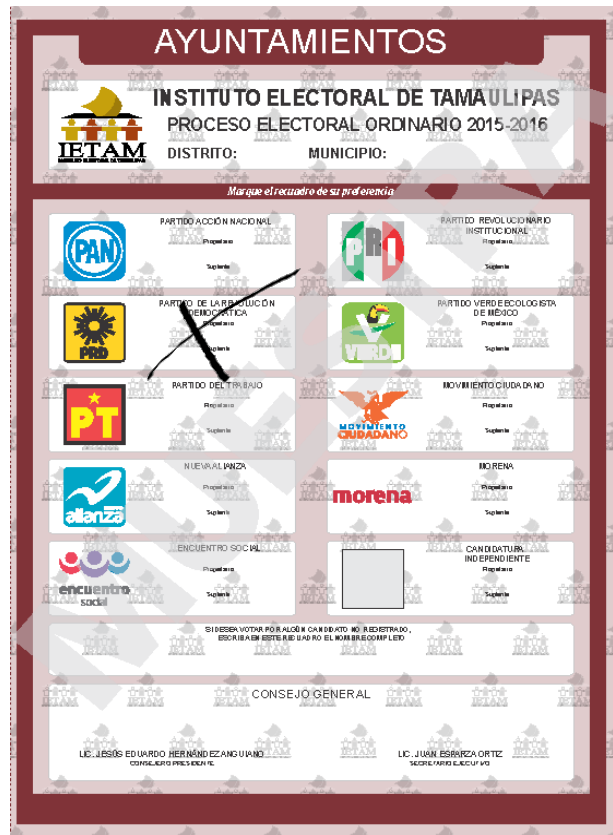 AYUNTAMIENTOS
INSTITUTO ELECTORAL DE TAMAULIPAS
PROCESO ELECTORAL ORDINARIO 2015-2016
IETAM
DISTRITO: MUNICIPIO:
Marque el recuadro de su preferencia
PAN
PARTIDO ACCIÓN NACIONAL
Propietario
Suplente
PRI
PARTIDO REVOLUCIONARIO
INSTITUCIONAL
Propietario
Suplente
PRD
PARTIDO DE LA REVOLUCIÓN
DEMOCRÁTICA
Propietario
Suplente
VERDE
PARTIDO VERDE ECOLOGISTA
DE MÉXICO
Propietario
Suplente
PT
PARTIDO DEL TRABAJO
Propietario
Suplente
MOVIMIENTO
CIUDADANO
MOVIMIENTO CIUDADANO
Propietario
Suplente
alianza
NUEVA ALIANZA
Propietario
Suplente
morena
MORENA
Propietario
Suplente
encuentro
social
ENCUENTRO SOCIAL
Propietario
Suplente
CANDIDATURA
INDEPENDIENTE
Propietario
Suplente
SI DESEA VOTAR POR ALGÚN CANDIDATO NO REGISTRADO,
ESCRIBA EN ESTE RECUADRO EL NOMBRE COMPLETO
CONSEJO GENERAL
LIC. JESÚS EDUARDO HERNÁNDEZ ANGUIANO
CONSEJERO PRESIDENTE
LIC. JUAN ESPARZA ORTIZ
SECRETARIO EJECUTIVO
MUESTRA